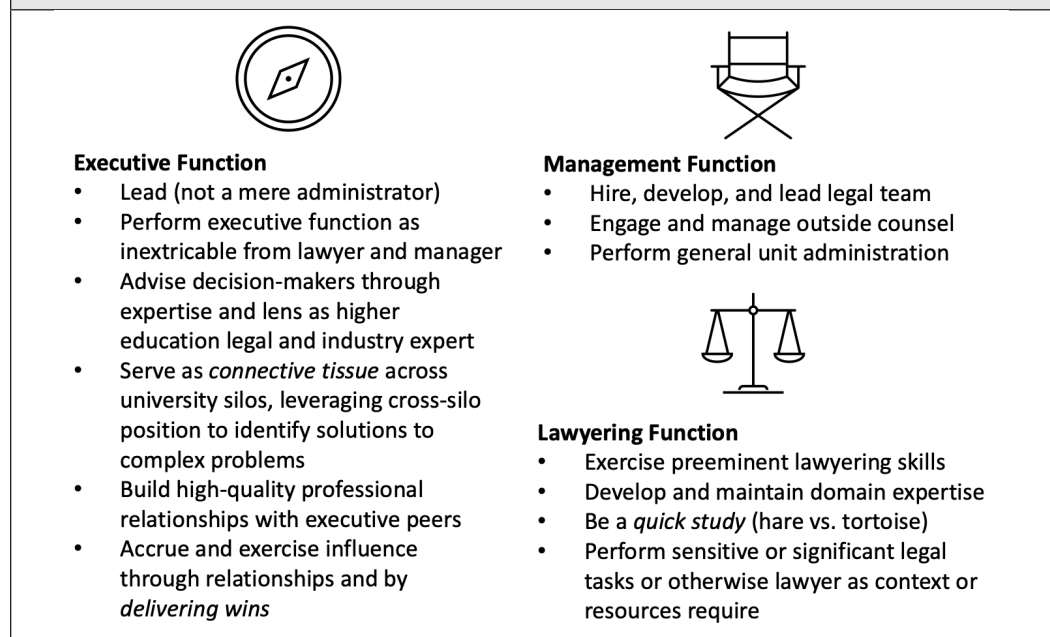 Executive Function
• Lead (not a mere administrator)
• Perform executive function as
inextricable from lawyer and manager
• Advise decision-makers through
expertise and lens as higher
education legal and industry expert
• Serve as connective tissue across
university silos, leveraging cross-silo
position to identify solutions to
complex problems
• Build high-quality professional
relationships with executive peers
• Accrue and exercise influence
through relationships and by
delivering wins
Management Function
• Hire, develop, and lead legal team
• Engage and manage outside counsel
• Perform general unit administration
Lawyering Function
• Exercise preeminent lawyering skills
• Develop and maintain domain expertise
• Be a quick study (hare vs. tortoise)
• Perform sensitive or significant legal
tasks or otherwise lawyer as context or
resources require